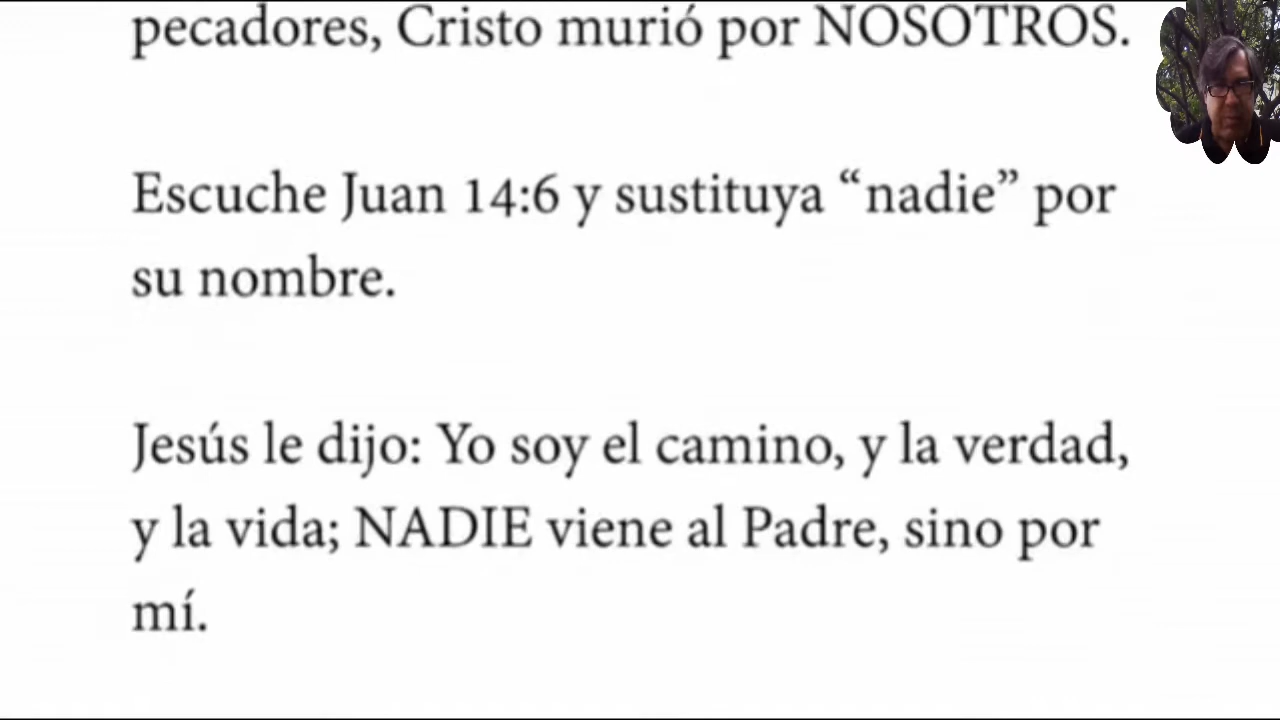 pecadores, Cristo murió por NOSOTROS.
Escuche Juan 14:6 y sustituya “nadie” por
su nombre.
Jesús le dijo: Yo soy el camino, y la verdad,
y la vida; NADIE viene al Padre, sino por
mí.